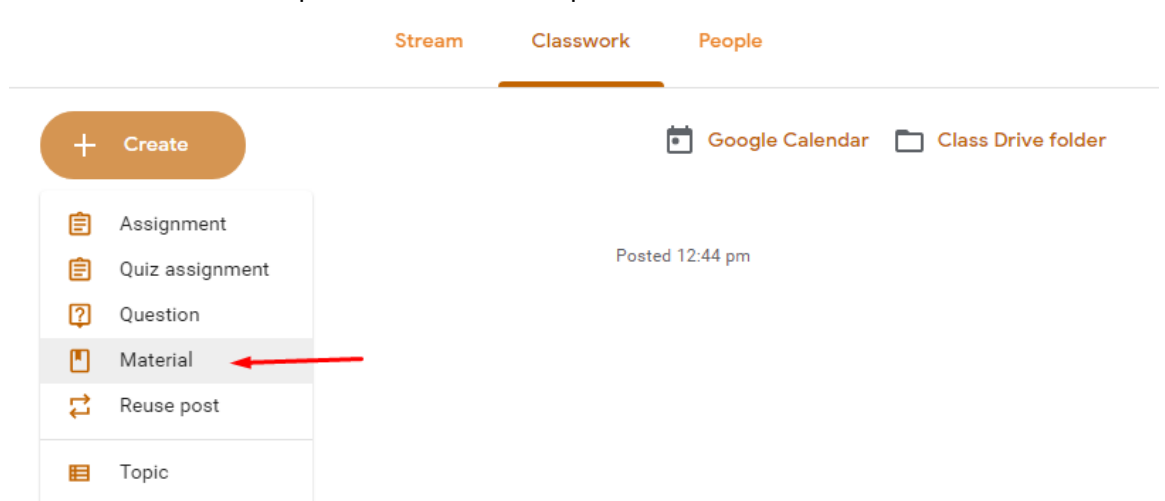 Stream Classwork People
Create
Google Calendar Class Drive folder
Assignment
Quiz assignment
Posted 12:44 pm
Question
Material
Reuse post
Topic